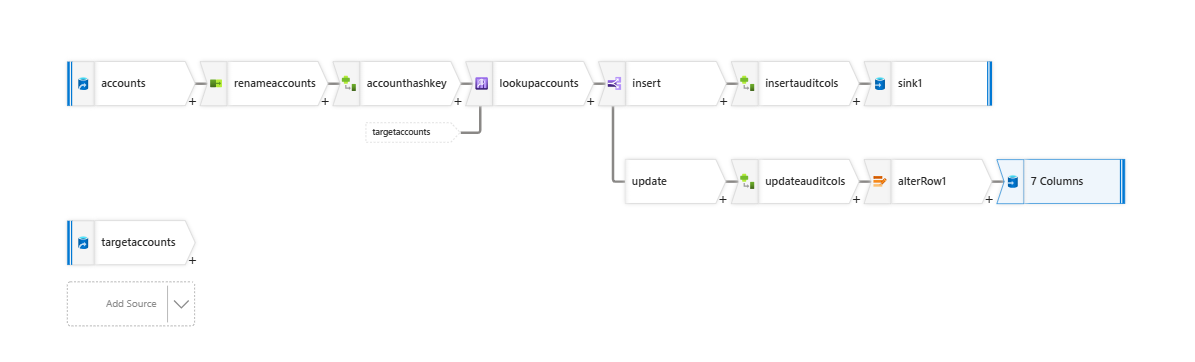 accounts
renameaccounts
accounthashkey
lookupaccounts
insert
insertauditcols
sink1
+ + + + + + +
targetaccounts
update
updateauditcols
alterRow1
7 Columns
+ + +
targetaccounts
+
Add Source